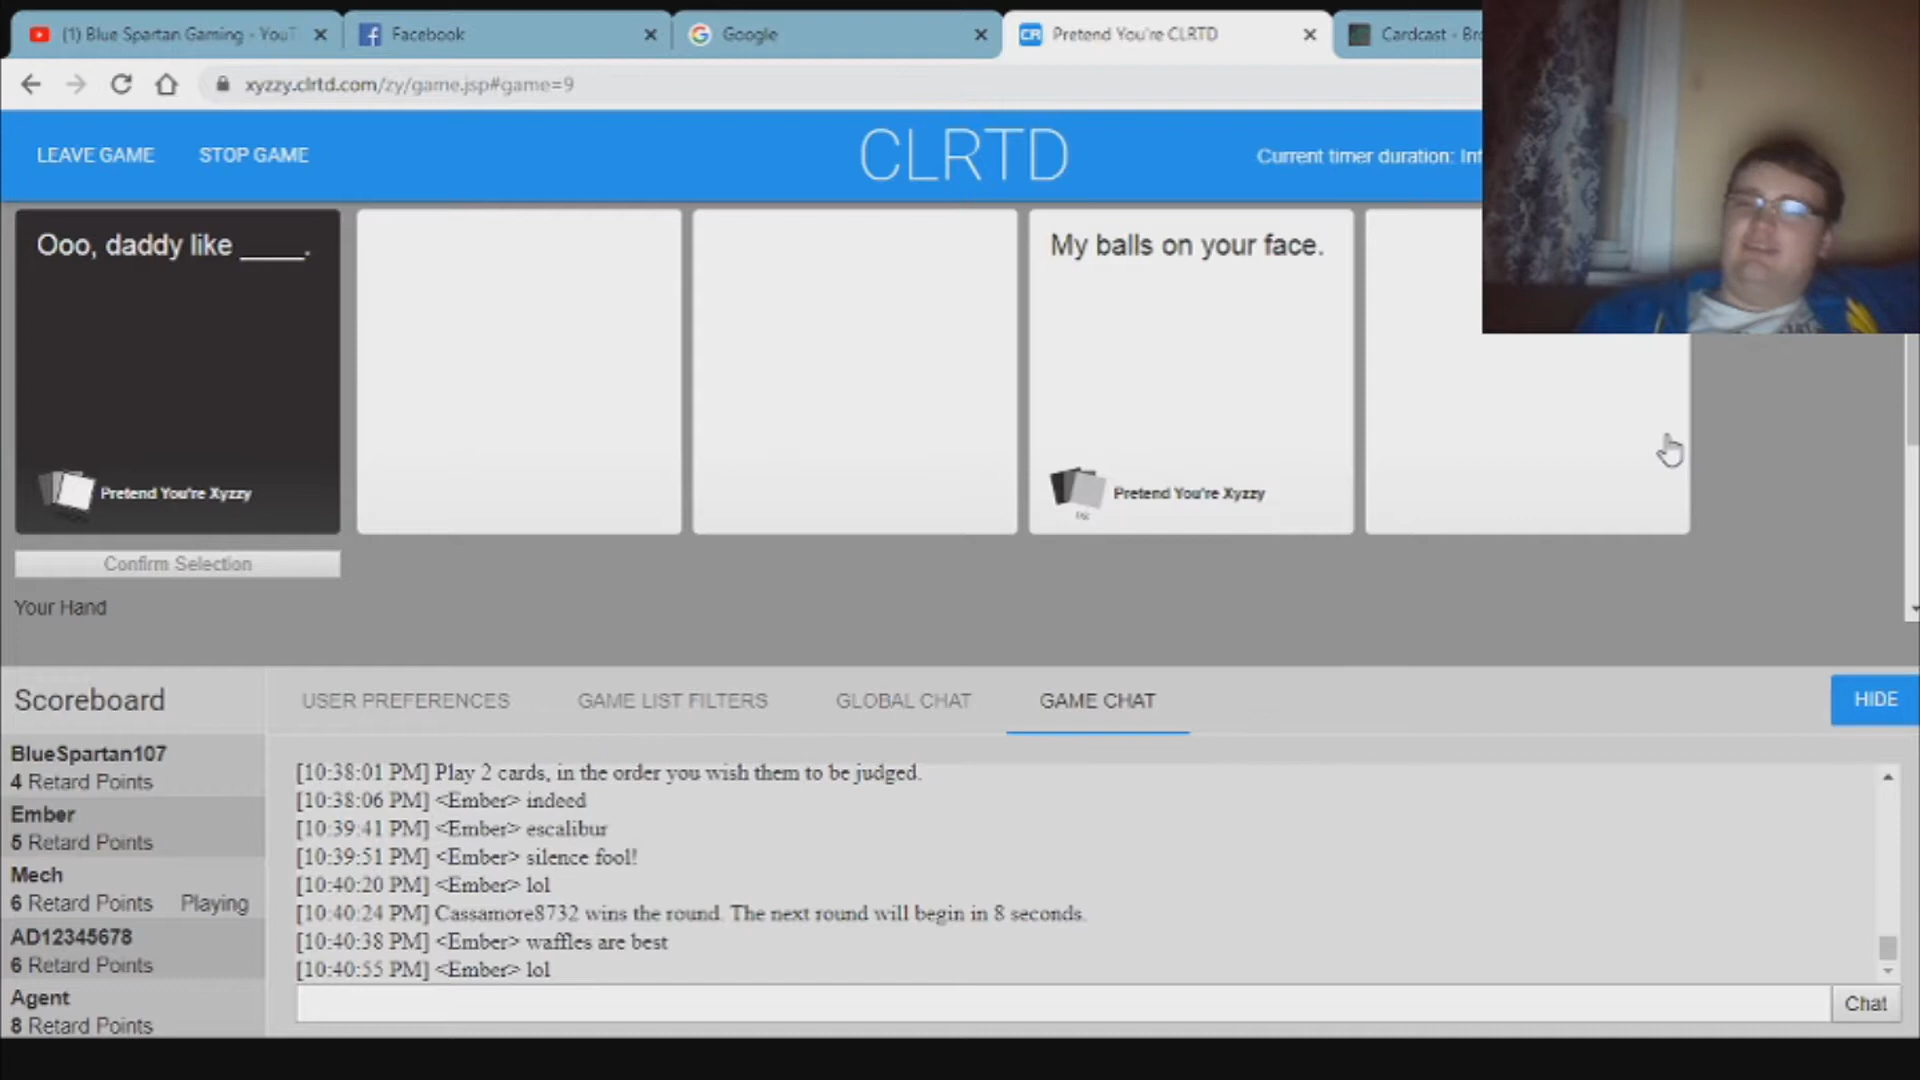 (1) Blue Spartan Gaming - YouT
Facebook
Google
CR Pretend You're CLRTD
Cardcast - Bro
xyzzy.clrtd.com/zy/game.jsp#game=9
LEAVE GAME
STOP GAME
CLRTD
Current timer duration: Inf
Ooo, daddy like ____.
Pretend You're Xyzzy
My balls on your face.
Pretend You're Xyzzy
Confirm Selection
Your Hand
Scoreboard
USER PREFERENCES
GAME LIST FILTERS
GLOBAL CHAT
GAME CHAT
HIDE
BlueSpartan107
4 Retard Points
Ember
5 Retard Points
Mech
6 Retard Points Playing
AD12345678
6 Retard Points
Agent
8 Retard Points
[10:38:01 PM] Play 2 cards, in the order you wish them to be judged.
[10:38:06 PM] <Ember> indeed
[10:39:41 PM] <Ember> escalibur
[10:39:51 PM] <Ember> silence fool!
[10:40:20 PM] <Ember> lol
[10:40:24 PM] Cassamore8732 wins the round. The next round will begin in 8 seconds.
[10:40:38 PM] <Ember> waffles are best
[10:40:55 PM] <Ember> lol
Chat